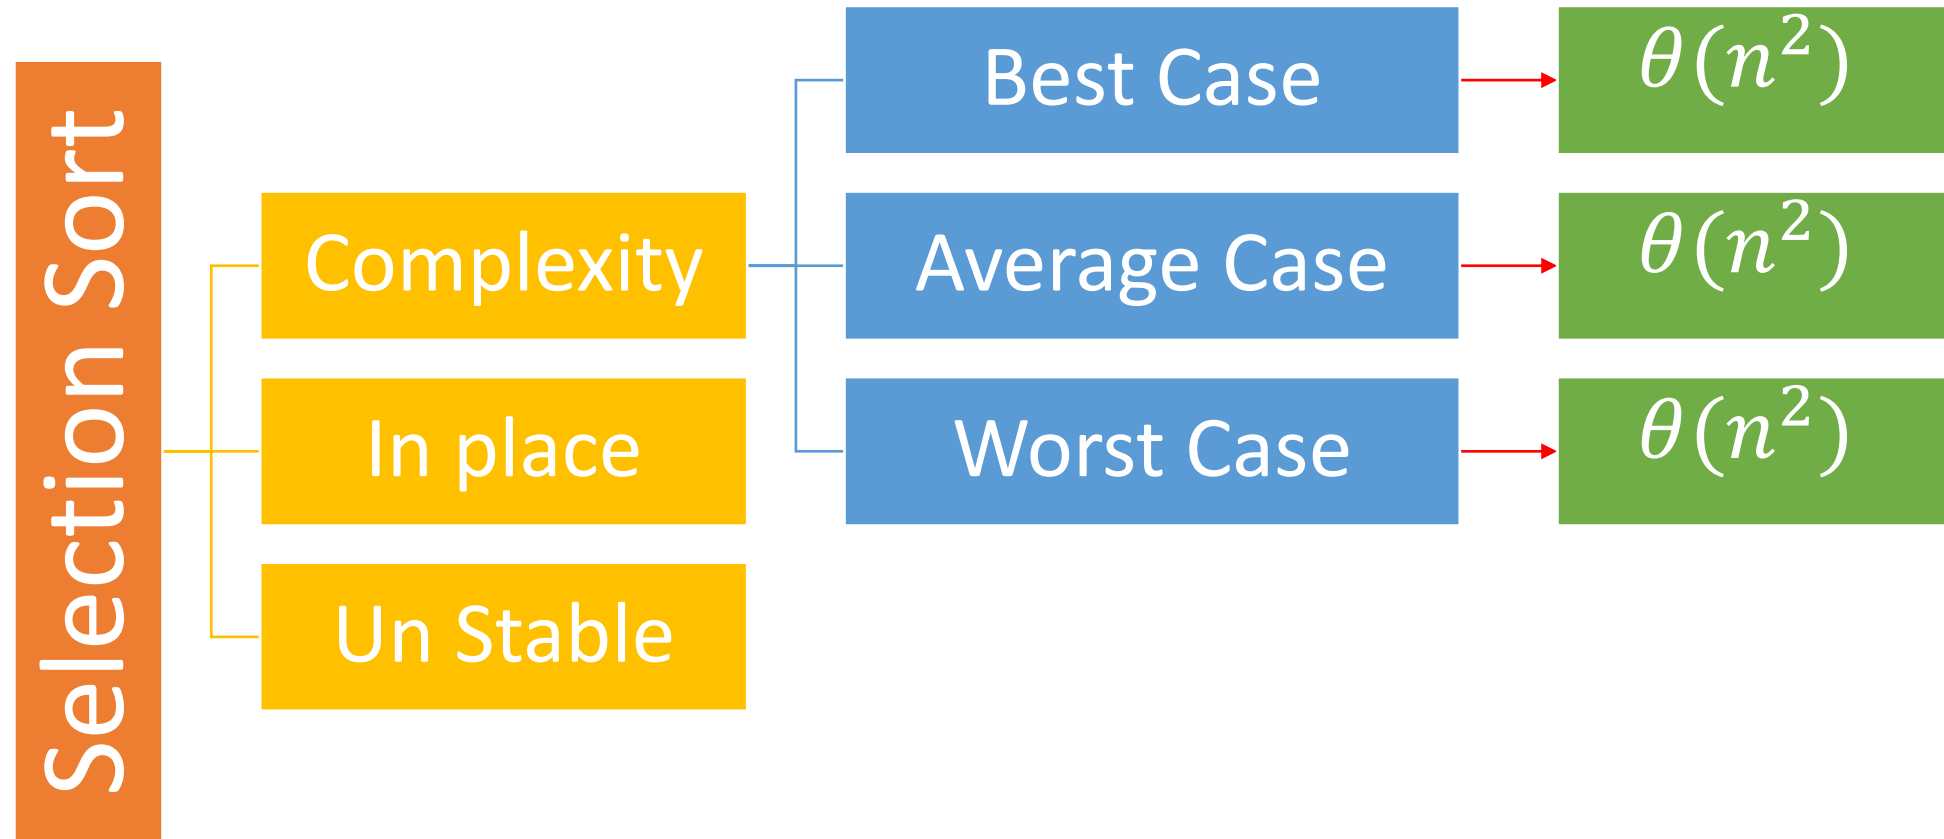 Selection Sort
Complexity
In place
Un Stable
Best Case
θ(n²)
Average Case
θ(n²)
Worst Case
θ(n²)